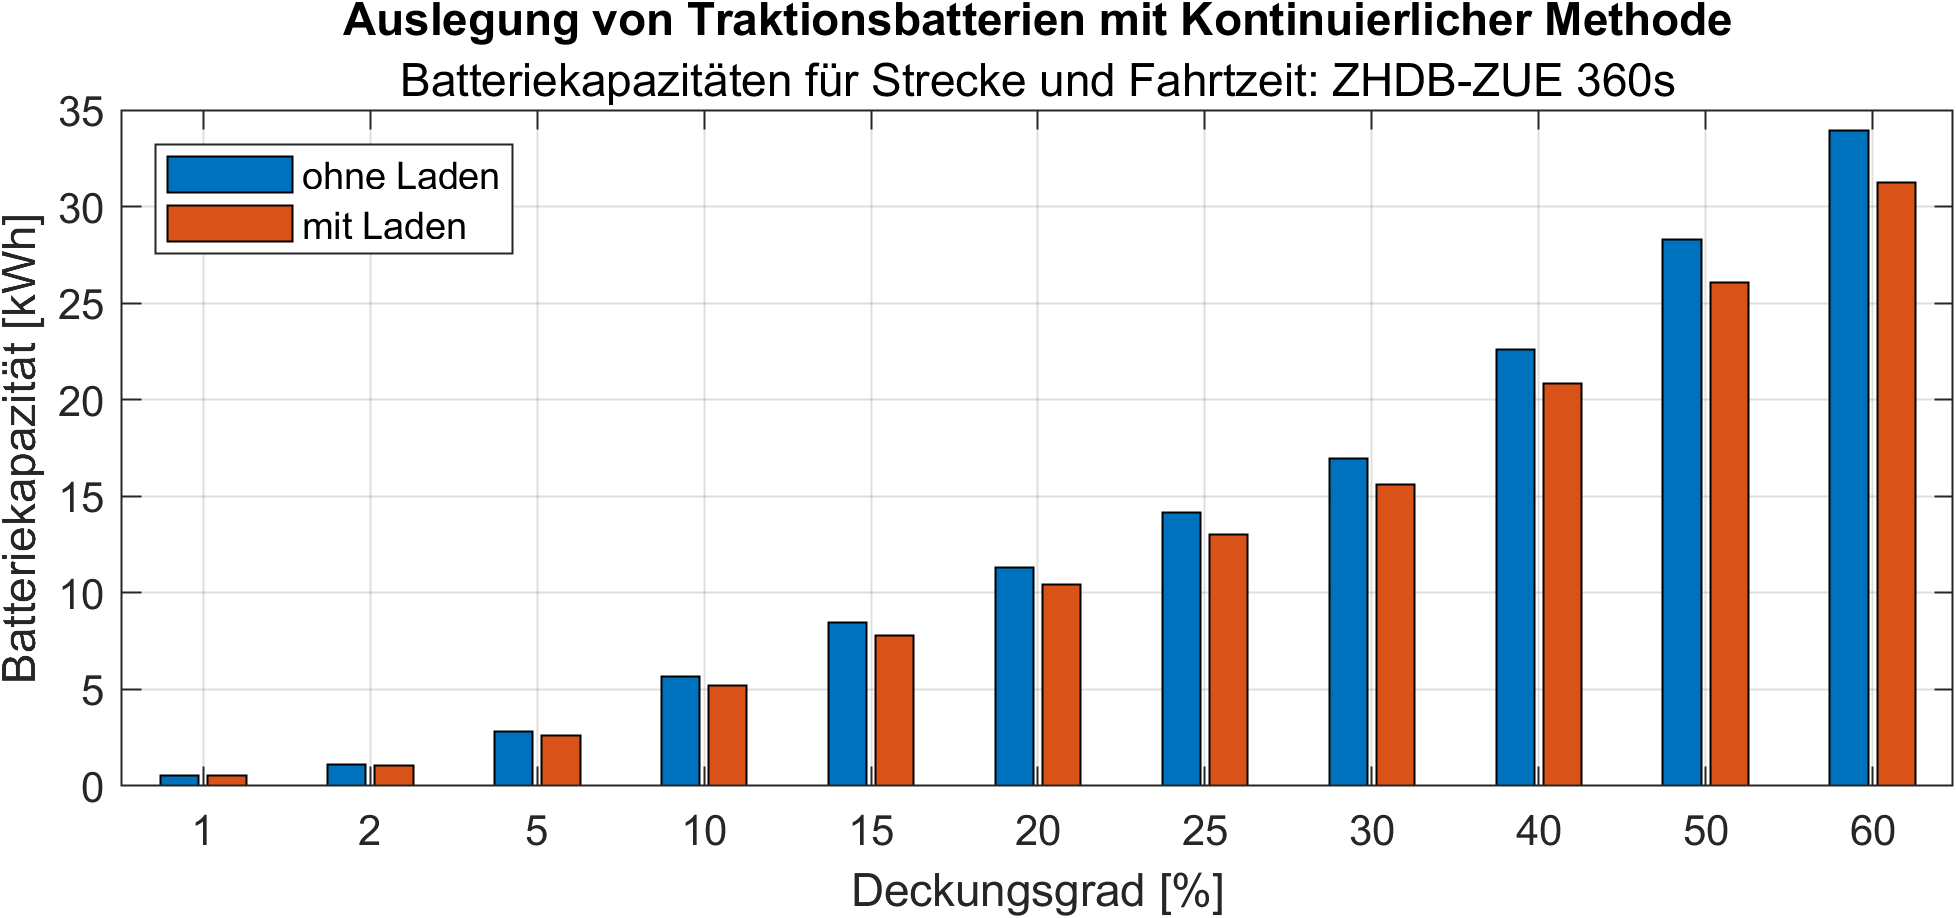 Auslegung von Traktionsbatterien mit Kontinuierlicher Methode
Batteriekapazitäten für Strecke und Fahrtzeit: ZHDB-ZUE 360s
Batteriekapazität [kWh]
35
30
25
20
15
10
5
0
ohne Laden
mit Laden
1 2 5 10 15 20 25 30 40 50 60
Deckungsgrad [%]